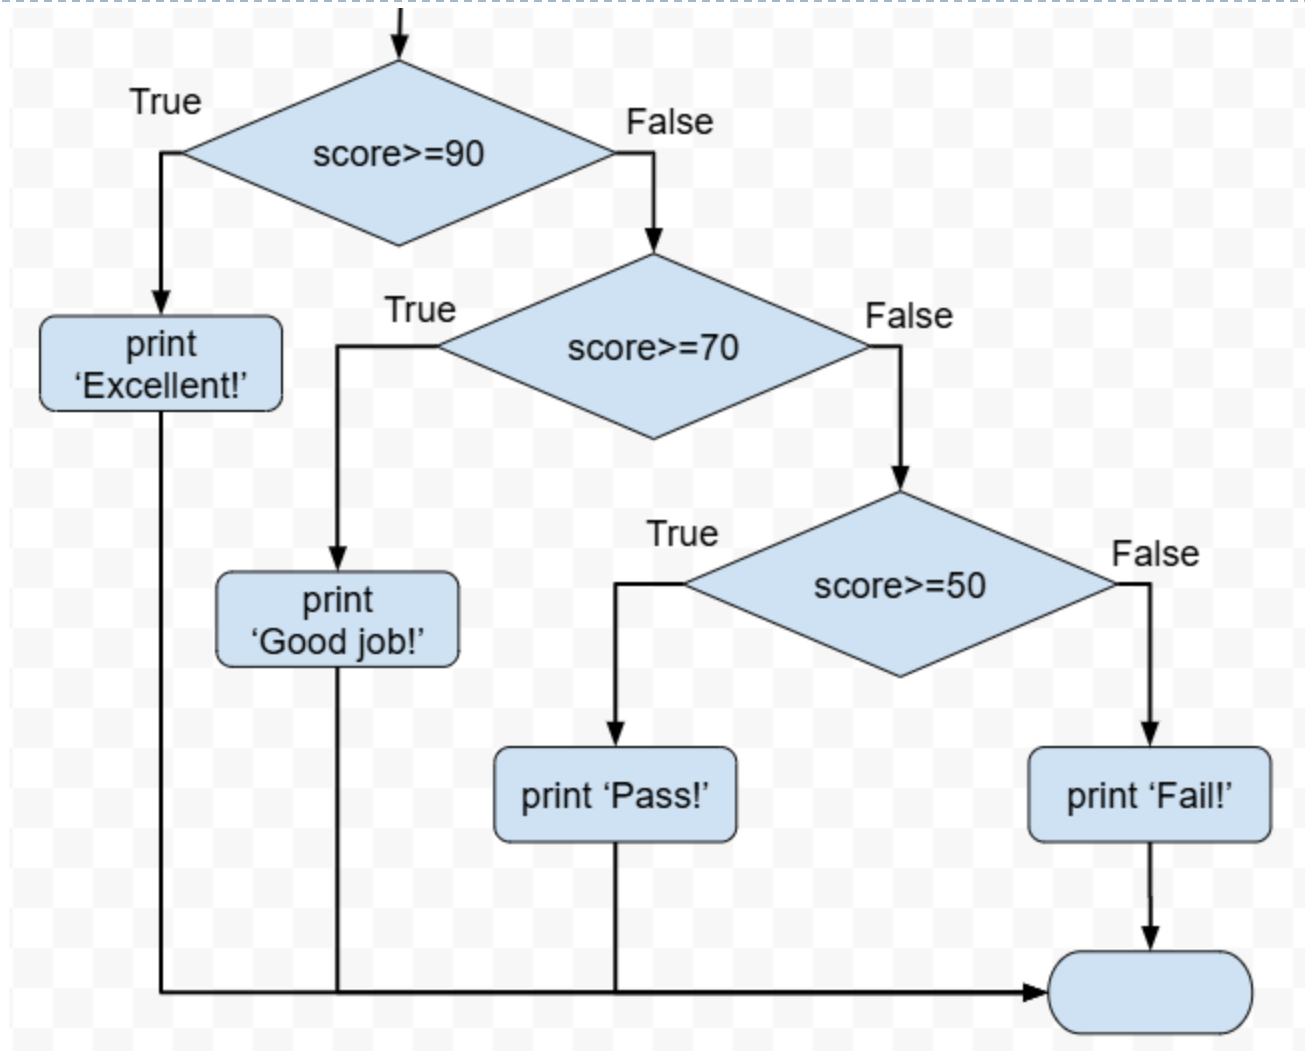 True
False
score>=90
True
False
print
‘Excellent!’
score>=70
True
False
score>=50
print
‘Good job!’
print ‘Pass!’
print ‘Fail!’